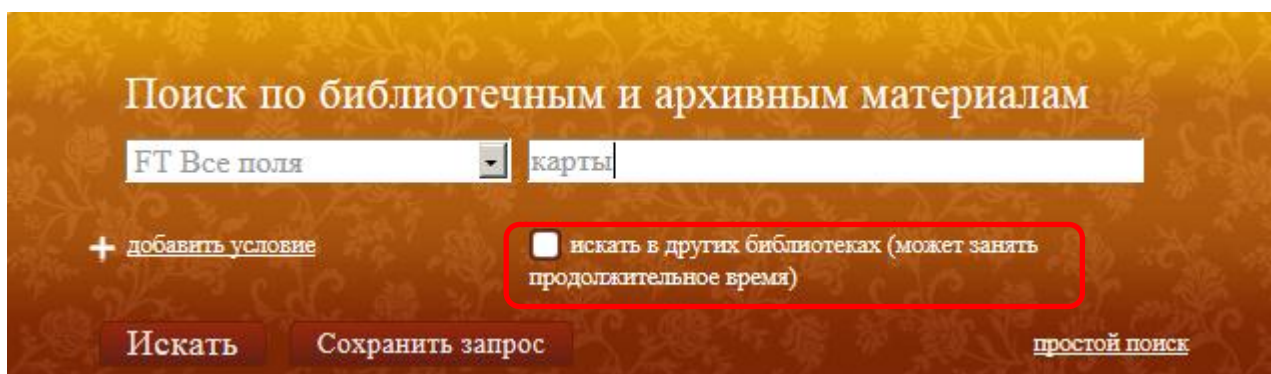 Поиск по библиотечным и архивным материалам
FT Все поля карты
добавить условие искать в других библиотеках (может занять
продолжительное время)
Искать Сохранить запрос простой поиск